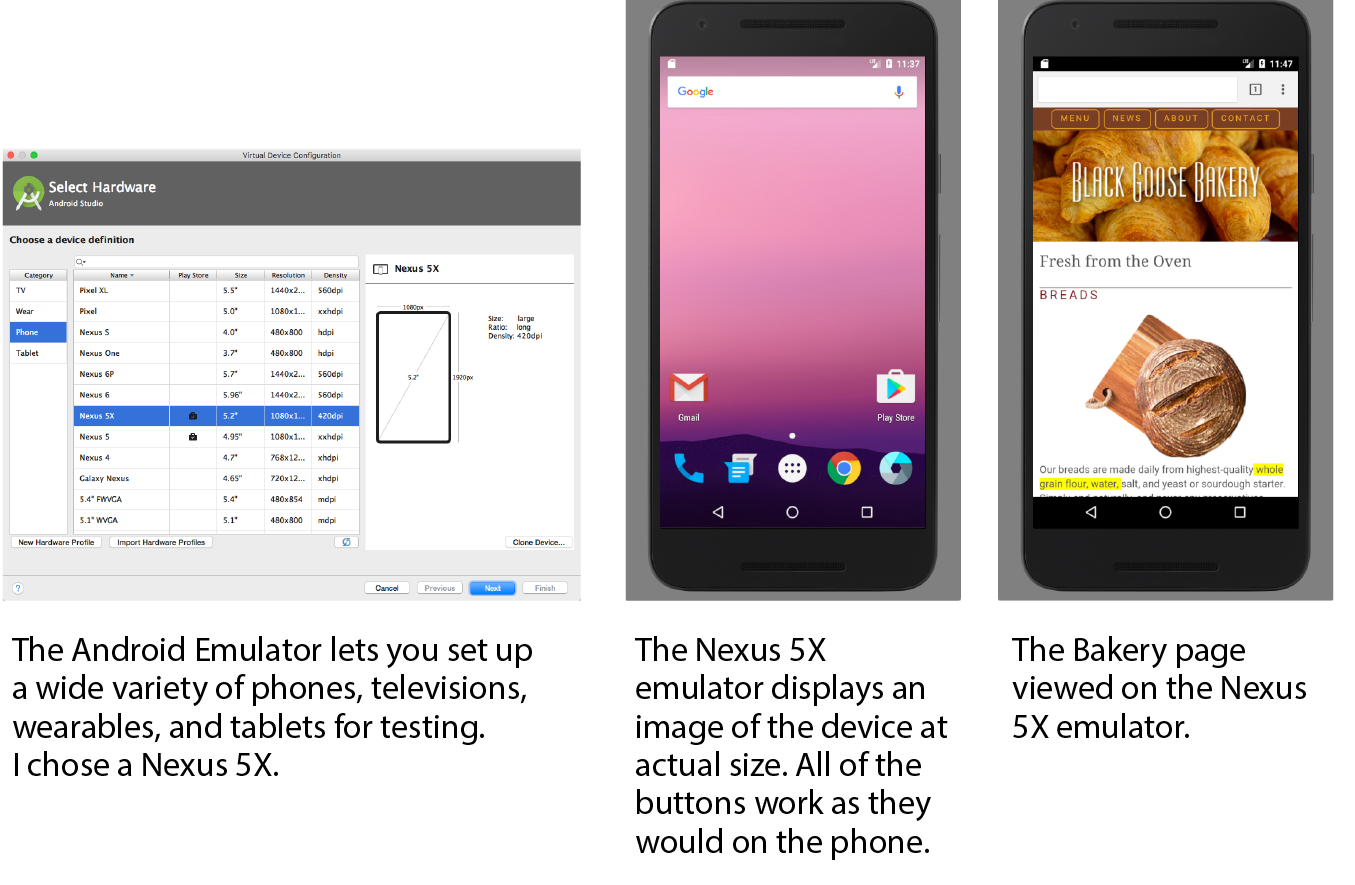 Virtual Device Configuration
Select Hardware
Android Studio
Choose a device definition
Category
TV
Wear
Phone
Tablet
Name Play Store Size Resolution Density
Pixel XL 5.5" 1440x2... 560dpi
Pixel 5.0" 1080x1... xxhdpi
Nexus S 4.0" 480x800 hdpi
Nexus One 3.7" 480x800 hdpi
Nexus 6P 5.7" 1440x2... 560dpi
Nexus 6 5.96" 1440x2... 560dpi
Nexus 5X 5.2" 1080x1... 420dpi
Nexus 5 4.95" 1080x1... xxhdpi
Nexus 4 4.7" 768x12... xhdpi
Galaxy Nexus 4.65" 720x12... xhdpi
5.4" FWVGA 5.4" 480x854 mdpi
5.1" WVGA 5.1" 480x800 mdpi
New Hardware Profile Import Hardware Profiles
Nexus 5X
1080px
5.2"
1920px
Size: large
Ratio: long
Density: 420dpi
Clone Device...
? Cancel Previous Next Finish
The Android Emulator lets you set up
a wide variety of phones, televisions,
wearables, and tablets for testing.
I chose a Nexus 5X.
LTE 11:37
Google
Gmail Play Store
The Nexus 5X
emulator displays an
image of the device at
actual size. All of the
buttons work as they
would on the phone.
LTE 11:47
1
MENU NEWS ABOUT CONTACT
BLACK GOOSE BAKERY
Fresh from the Oven
BREADS
Our breads are made daily from highest-quality whole
grain flour, water, salt, and yeast or sourdough starter.
Simply and naturally, and never any preservatives.
The Bakery page
viewed on the Nexus
5X emulator.